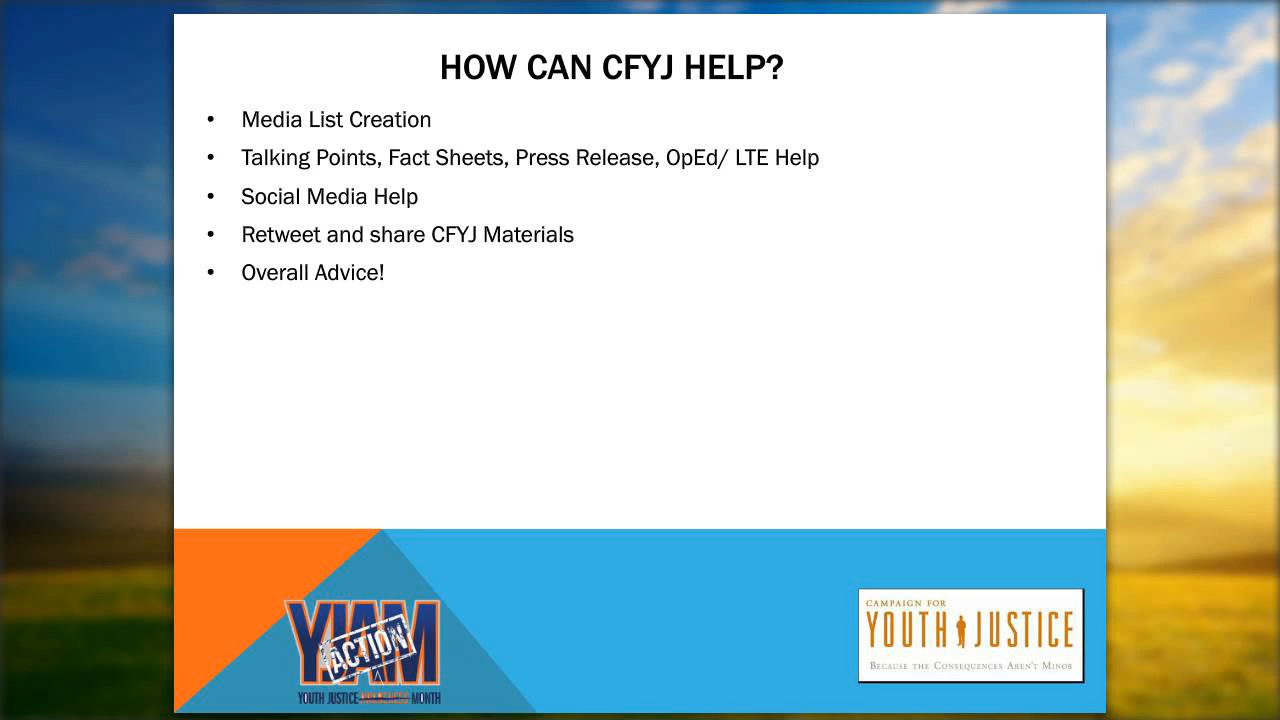 HOW CAN CFYJ HELP?
• Media List Creation
• Talking Points, Fact Sheets, Press Release, OpEd/ LTE Help
• Social Media Help
• Retweet and share CFYJ Materials
• Overall Advice!
YJAM
ACTION
YOUTH JUSTICE AWARENESS MONTH
CAMPAIGN FOR
YOUTH JUSTICE
BECAUSE THE CONSEQUENCES AREN'T MINOR